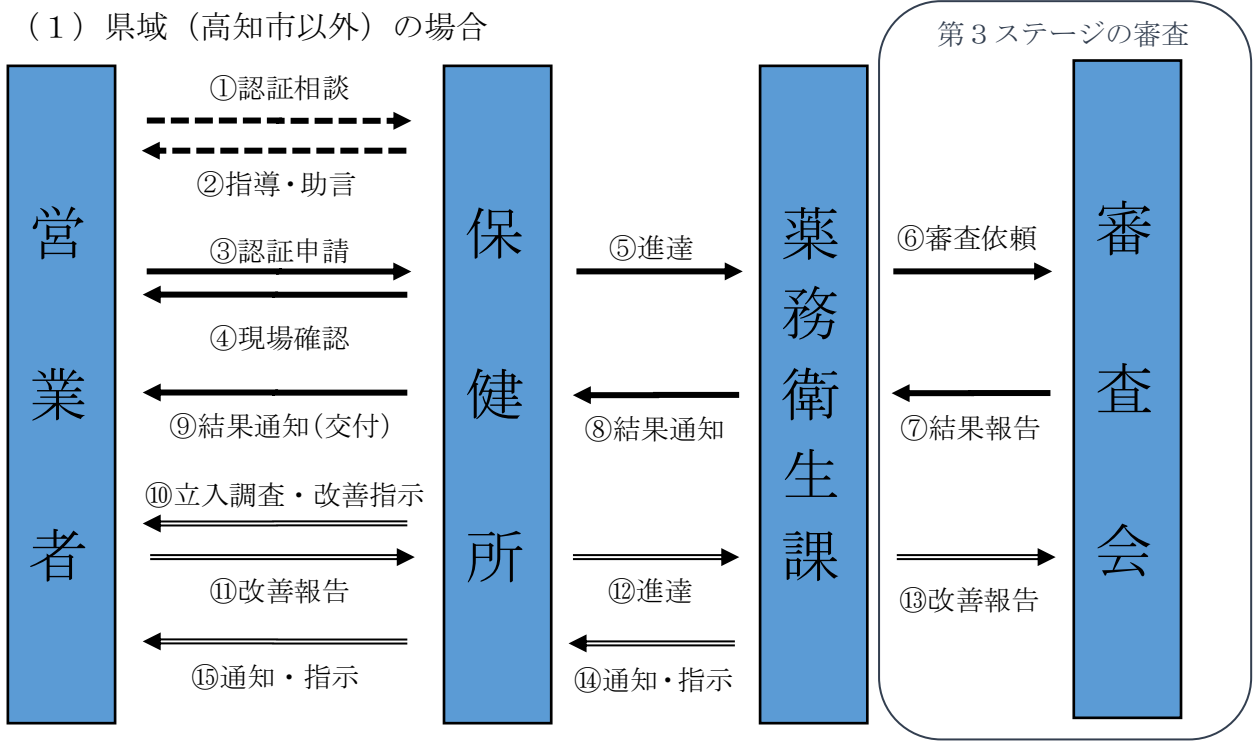 （１）県域（高知市以外）の場合
第３ステージの審査
営業者
保健所
薬務衛生課
審査会
①認証相談
②指導・助言
③認証申請
④現場確認
⑤進達
⑥審査依頼
⑦結果報告
⑧結果通知
⑨結果通知(交付)
⑩立入調査・改善指示
⑪改善報告
⑫進達
⑬改善報告
⑭通知・指示
⑮通知・指示